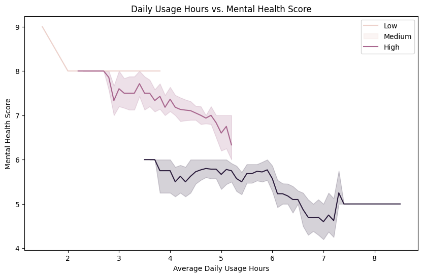 Daily Usage Hours vs. Mental Health Score
Low
Medium
High
Mental Health Score
9
8
7
6
5
4
2
3
4
5
6
7
8
Average Daily Usage Hours